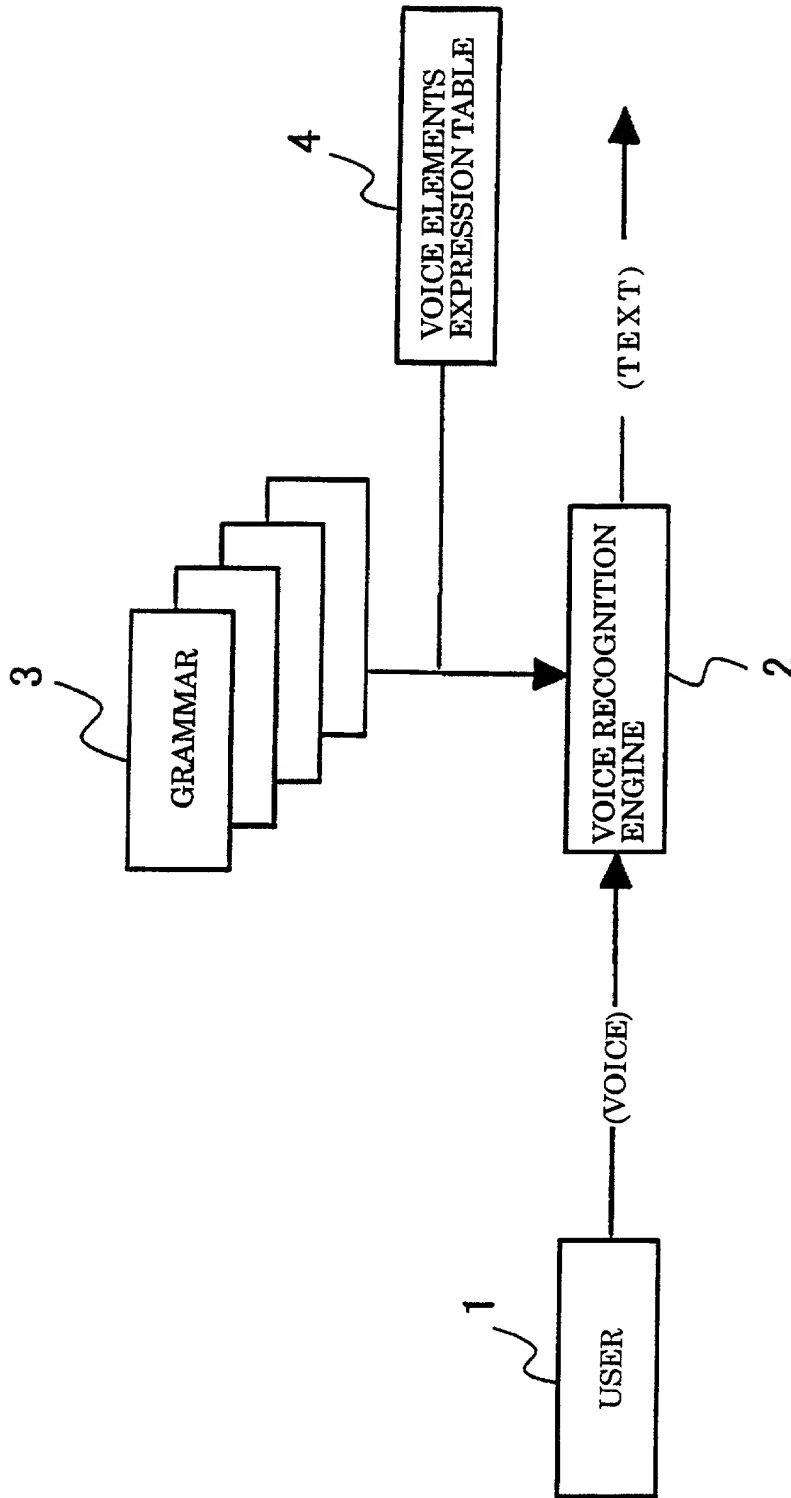 3
GRAMMAR
4
VOICE ELEMENTS
EXPRESSION TABLE
1
USER
(VOICE)
VOICE RECOGNITION
ENGINE
2
(TEXT)